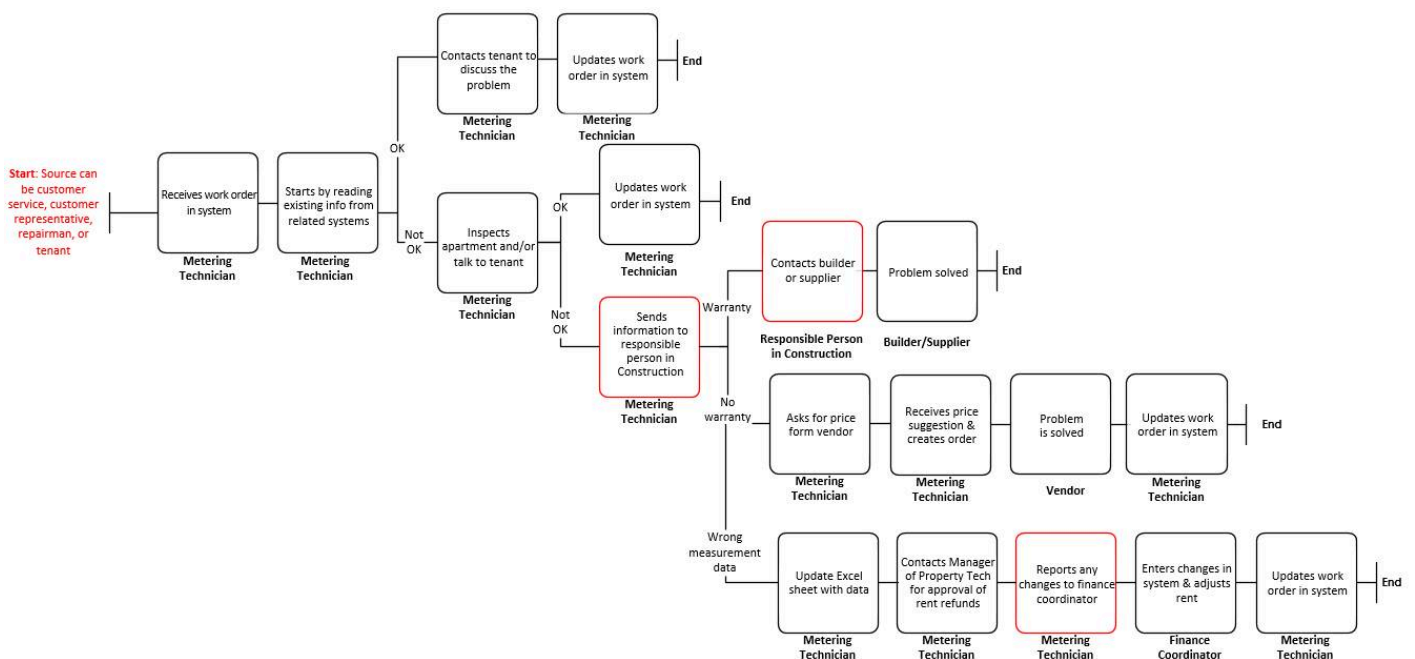 Start: Source can
be customer
service, customer
representative,
repairman, or
tenant
Receives work order
in system
Metering
Technician
Starts by reading
existing info from
related systems
Metering
Technician
OK
Contacts tenant to
discuss the
problem
Metering
Technician
Updates work
order in system
Metering
Technician
End
Not
OK
Inspects
apartment and/or
talk to tenant
Metering
Technician
OK
Updates work
order in system
Metering
Technician
End
Not
OK
Sends
information to
responsible
person in
Construction
Metering
Technician
Warranty
Contacts builder
or supplier
Responsible Person
in Construction
Problem solved
Builder/Supplier
End
No
warranty
Asks for price
form vendor
Metering
Technician
Receives price
suggestion &
creates order
Metering
Technician
Problem
is solved
Vendor
Updates work
order in system
Metering
Technician
End
Wrong
measurement
data
Update Excel
sheet with data
Metering
Technician
Contacts Manager
of Property Tech
for approval of
rent refunds
Metering
Technician
Reports any
changes to finance
coordinator
Metering
Technician
Enters changes in
system & adjusts
rent
Finance
Coordinator
Updates work
order in system
Metering
Technician
End